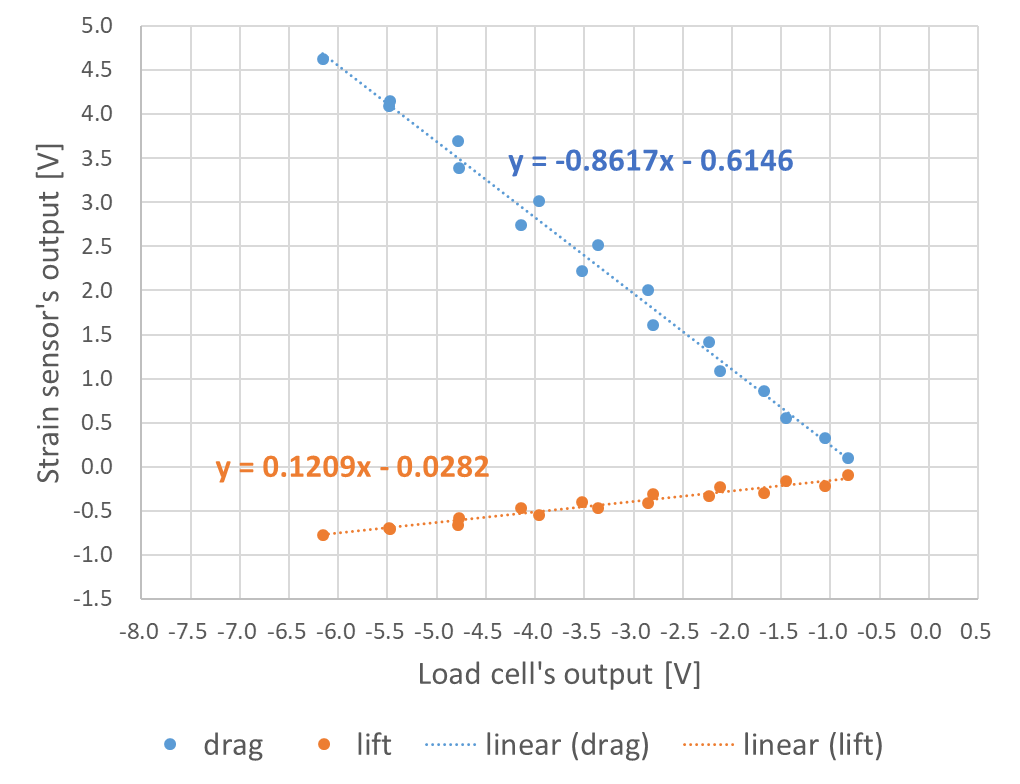 5.0
4.5
4.0
3.5
3.0
2.5
2.0
1.5
1.0
0.5
0.0
-0.5
-1.0
-1.5
Strain sensor's output [V]
y = -0.8617x - 0.6146
y = 0.1209x - 0.0282
-8.0 -7.5 -7.0 -6.5 -6.0 -5.5 -5.0 -4.5 -4.0 -3.5 -3.0 -2.5 -2.0 -1.5 -1.0 -0.5 0.0 0.5
Load cell's output [V]
drag lift linear (drag) linear (lift)